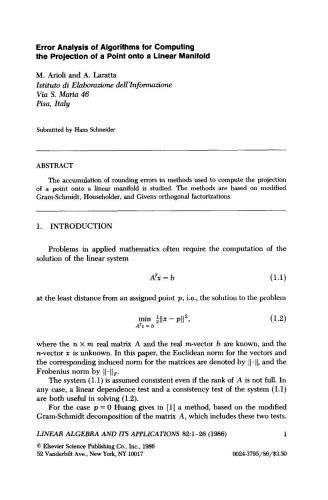 Error Analysis of Algorithms for Computing
the Projection of a Point onto a Linear Manifold
M. Arioli and A. Laratta
Istituto di Elaborazione dell'Informazione
Via S. Maria 46
Pisa, Italy
Submitted by Hans Schneider
ABSTRACT
The accumulation of rounding errors in methods used to compute the projection
of a point onto a linear manifold is studied. The methods are based on modified
Gram-Schmidt, Householder, and Givens orthogonal factorizations.
1. INTRODUCTION
Problems in applied mathematics often require the computation of the
solution of the linear system
Aᵀx = b (1.1)
at the least distance from an assigned point p, i.e., the solution to the problem
min ½‖x − p‖², (1.2)
Aᵀx = b
where the n × m real matrix A and the real m-vector b are known, and the
n-vector x is unknown. In this paper, the Euclidean norm for the vectors and
the corresponding induced norm for the matrices are denoted by ‖·‖, and the
Frobenius norm by ‖·‖F.
The system (1.1) is assumed consistent even if the rank of A is not full. In
any case, a linear dependence test and a consistency test of the system (1.1)
are both useful in solving (1.2).
For the case p = 0 Huang gives in [1] a method, based on the modified
Gram-Schmidt decomposition of the matrix A, which includes these two tests.
LINEAR ALGEBRA AND ITS APPLICATIONS 82:1-26 (1986) 1
© Elsevier Science Publishing Co., Inc., 1986
52 Vanderbilt Ave., New York, NY 10017 0024-3795/86/$3.50